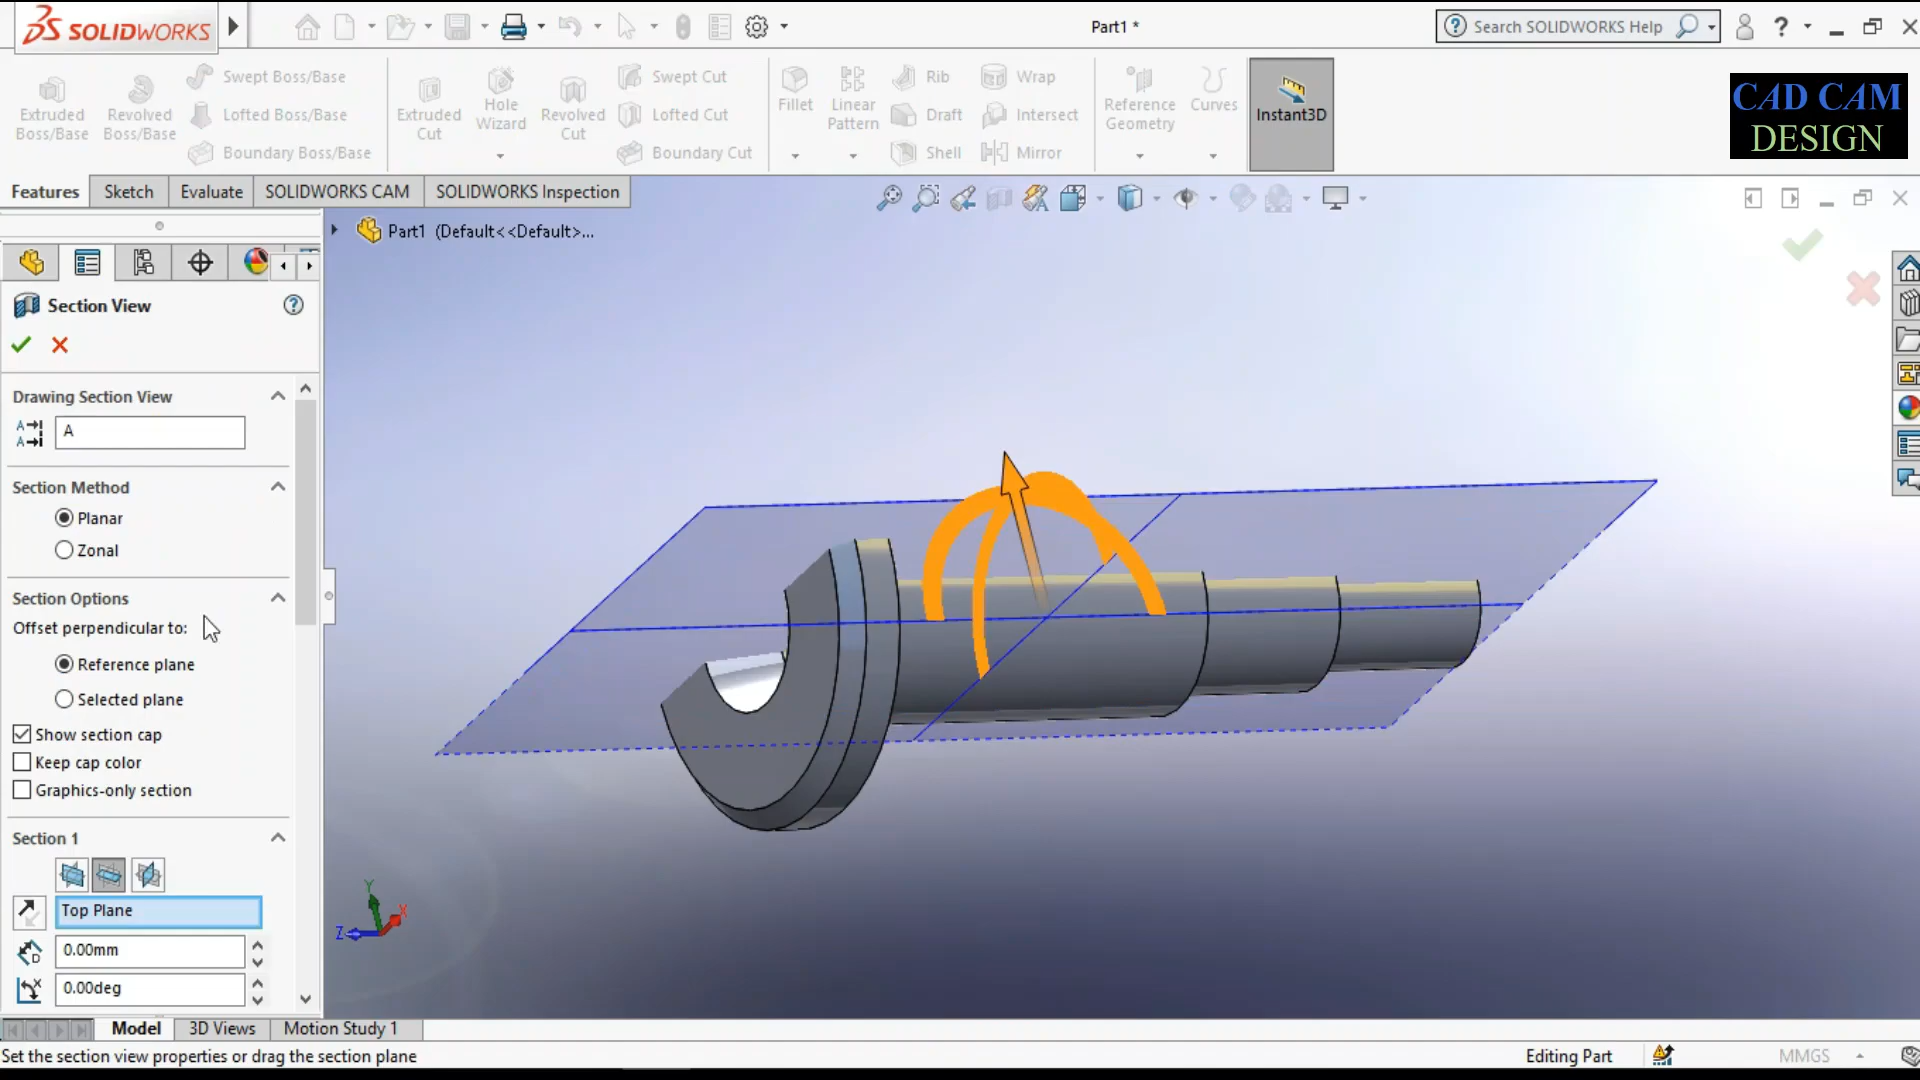 SOLIDWORKS
Part1 *
Search SOLIDWORKS Help
Extruded Boss/Base
Revolved Boss/Base
Swept Boss/Base
Lofted Boss/Base
Boundary Boss/Base
Extruded Cut
Hole Wizard
Revolved Cut
Swept Cut
Lofted Cut
Boundary Cut
Fillet
Linear Pattern
Rib
Draft
Shell
Wrap
Intersect
Mirror
Reference Geometry
Curves
Instant3D
CAD CAM
DESIGN
Features
Sketch
Evaluate
SOLIDWORKS CAM
SOLIDWORKS Inspection
Part1 (Default<<Default>...
Section View
Drawing Section View
A
Section Method
Planar
Zonal
Section Options
Offset perpendicular to:
Reference plane
Selected plane
Show section cap
Keep cap color
Graphics-only section
Section 1
Top Plane
0.00mm
0.00deg
Y
X
Z
Model
3D Views
Motion Study 1
Set the section view properties or drag the section plane
Editing Part
MMGS